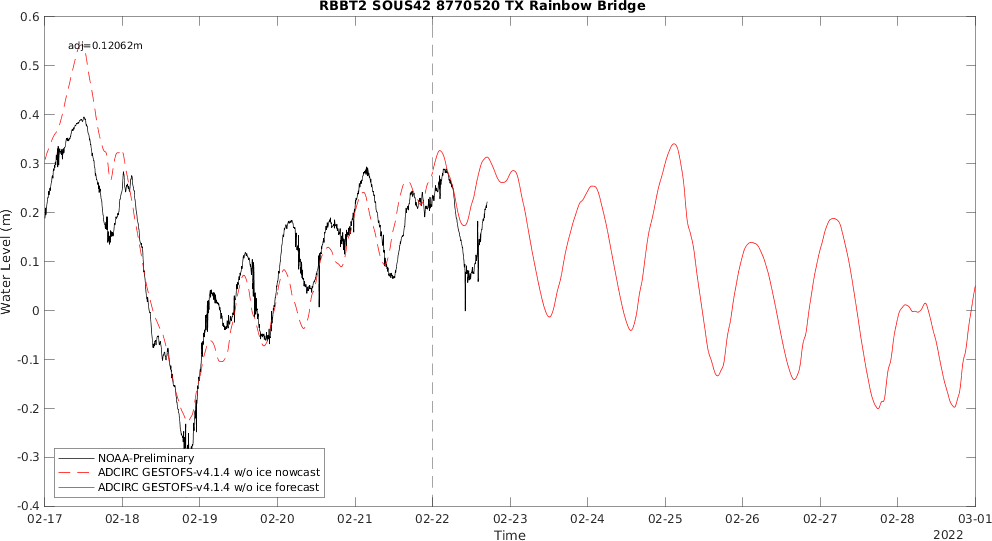 RBBT2 SOUS42 8770520 TX Rainbow Bridge
adj=0.12062m
Water Level (m)
0.6
0.5
0.4
0.3
0.2
0.1
0
-0.1
-0.2
-0.3
-0.4
NOAA-Preliminary
ADCIRC GESTOFS-v4.1.4 w/o ice nowcast
ADCIRC GESTOFS-v4.1.4 w/o ice forecast
02-17 02-18 02-19 02-20 02-21 02-22 02-23 02-24 02-25 02-26 02-27 02-28 03-01
Time
2022